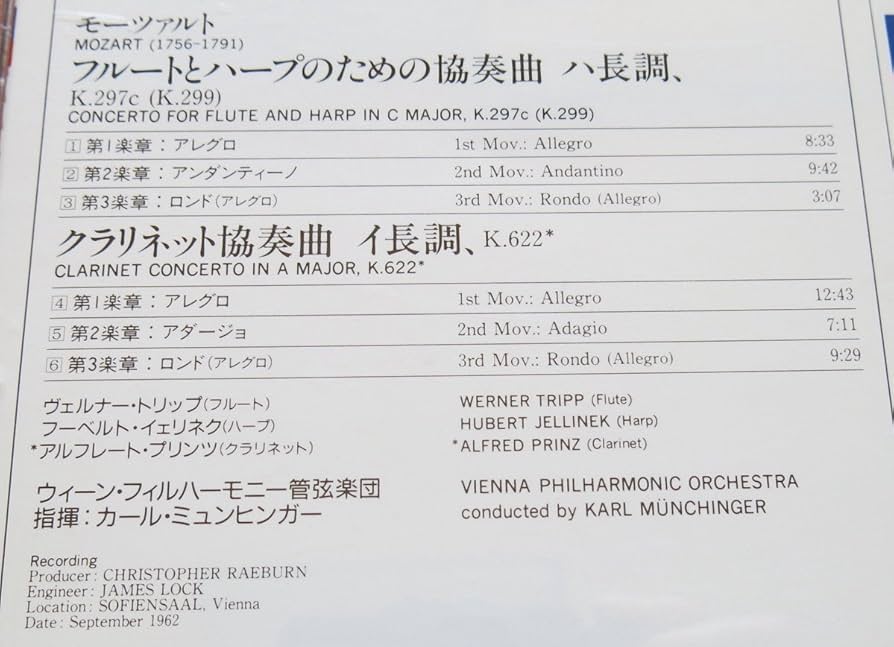 モーツァルト
MOZART (1756-1791)
フルートとハープのための協奏曲 ハ長調、
K.297c (K.299)
CONCERTO FOR FLUTE AND HARP IN C MAJOR, K.297c (K.299)
1 第1楽章：アレグロ 1st Mov.: Allegro 8:33
2 第2楽章：アンダンティーノ 2nd Mov.: Andantino 9:42
3 第3楽章：ロンド(アレグロ) 3rd Mov.: Rondo (Allegro) 3:07
クラリネット協奏曲 イ長調、K.622*
CLARINET CONCERTO IN A MAJOR, K.622*
4 第1楽章：アレグロ 1st Mov.: Allegro 12:43
5 第2楽章：アダージョ 2nd Mov.: Adagio 7:11
6 第3楽章：ロンド(アレグロ) 3rd Mov.: Rondo (Allegro) 9:29
ヴェルナー・トリップ(フルート) WERNER TRIPP (Flute)
フーベルト・イェリネク(ハープ) HUBERT JELLINEK (Harp)
*アルフレート・プリンツ(クラリネット) *ALFRED PRINZ (Clarinet)
ウィーン・フィルハーモニー管弦楽団 VIENNA PHILHARMONIC ORCHESTRA
指揮：カール・ミュンヒンガー conducted by KARL MÜNCHINGER
Recording
Producer: CHRISTOPHER RAEBURN
Engineer: JAMES LOCK
Location: SOFIENSAAL, Vienna
Date: September 1962